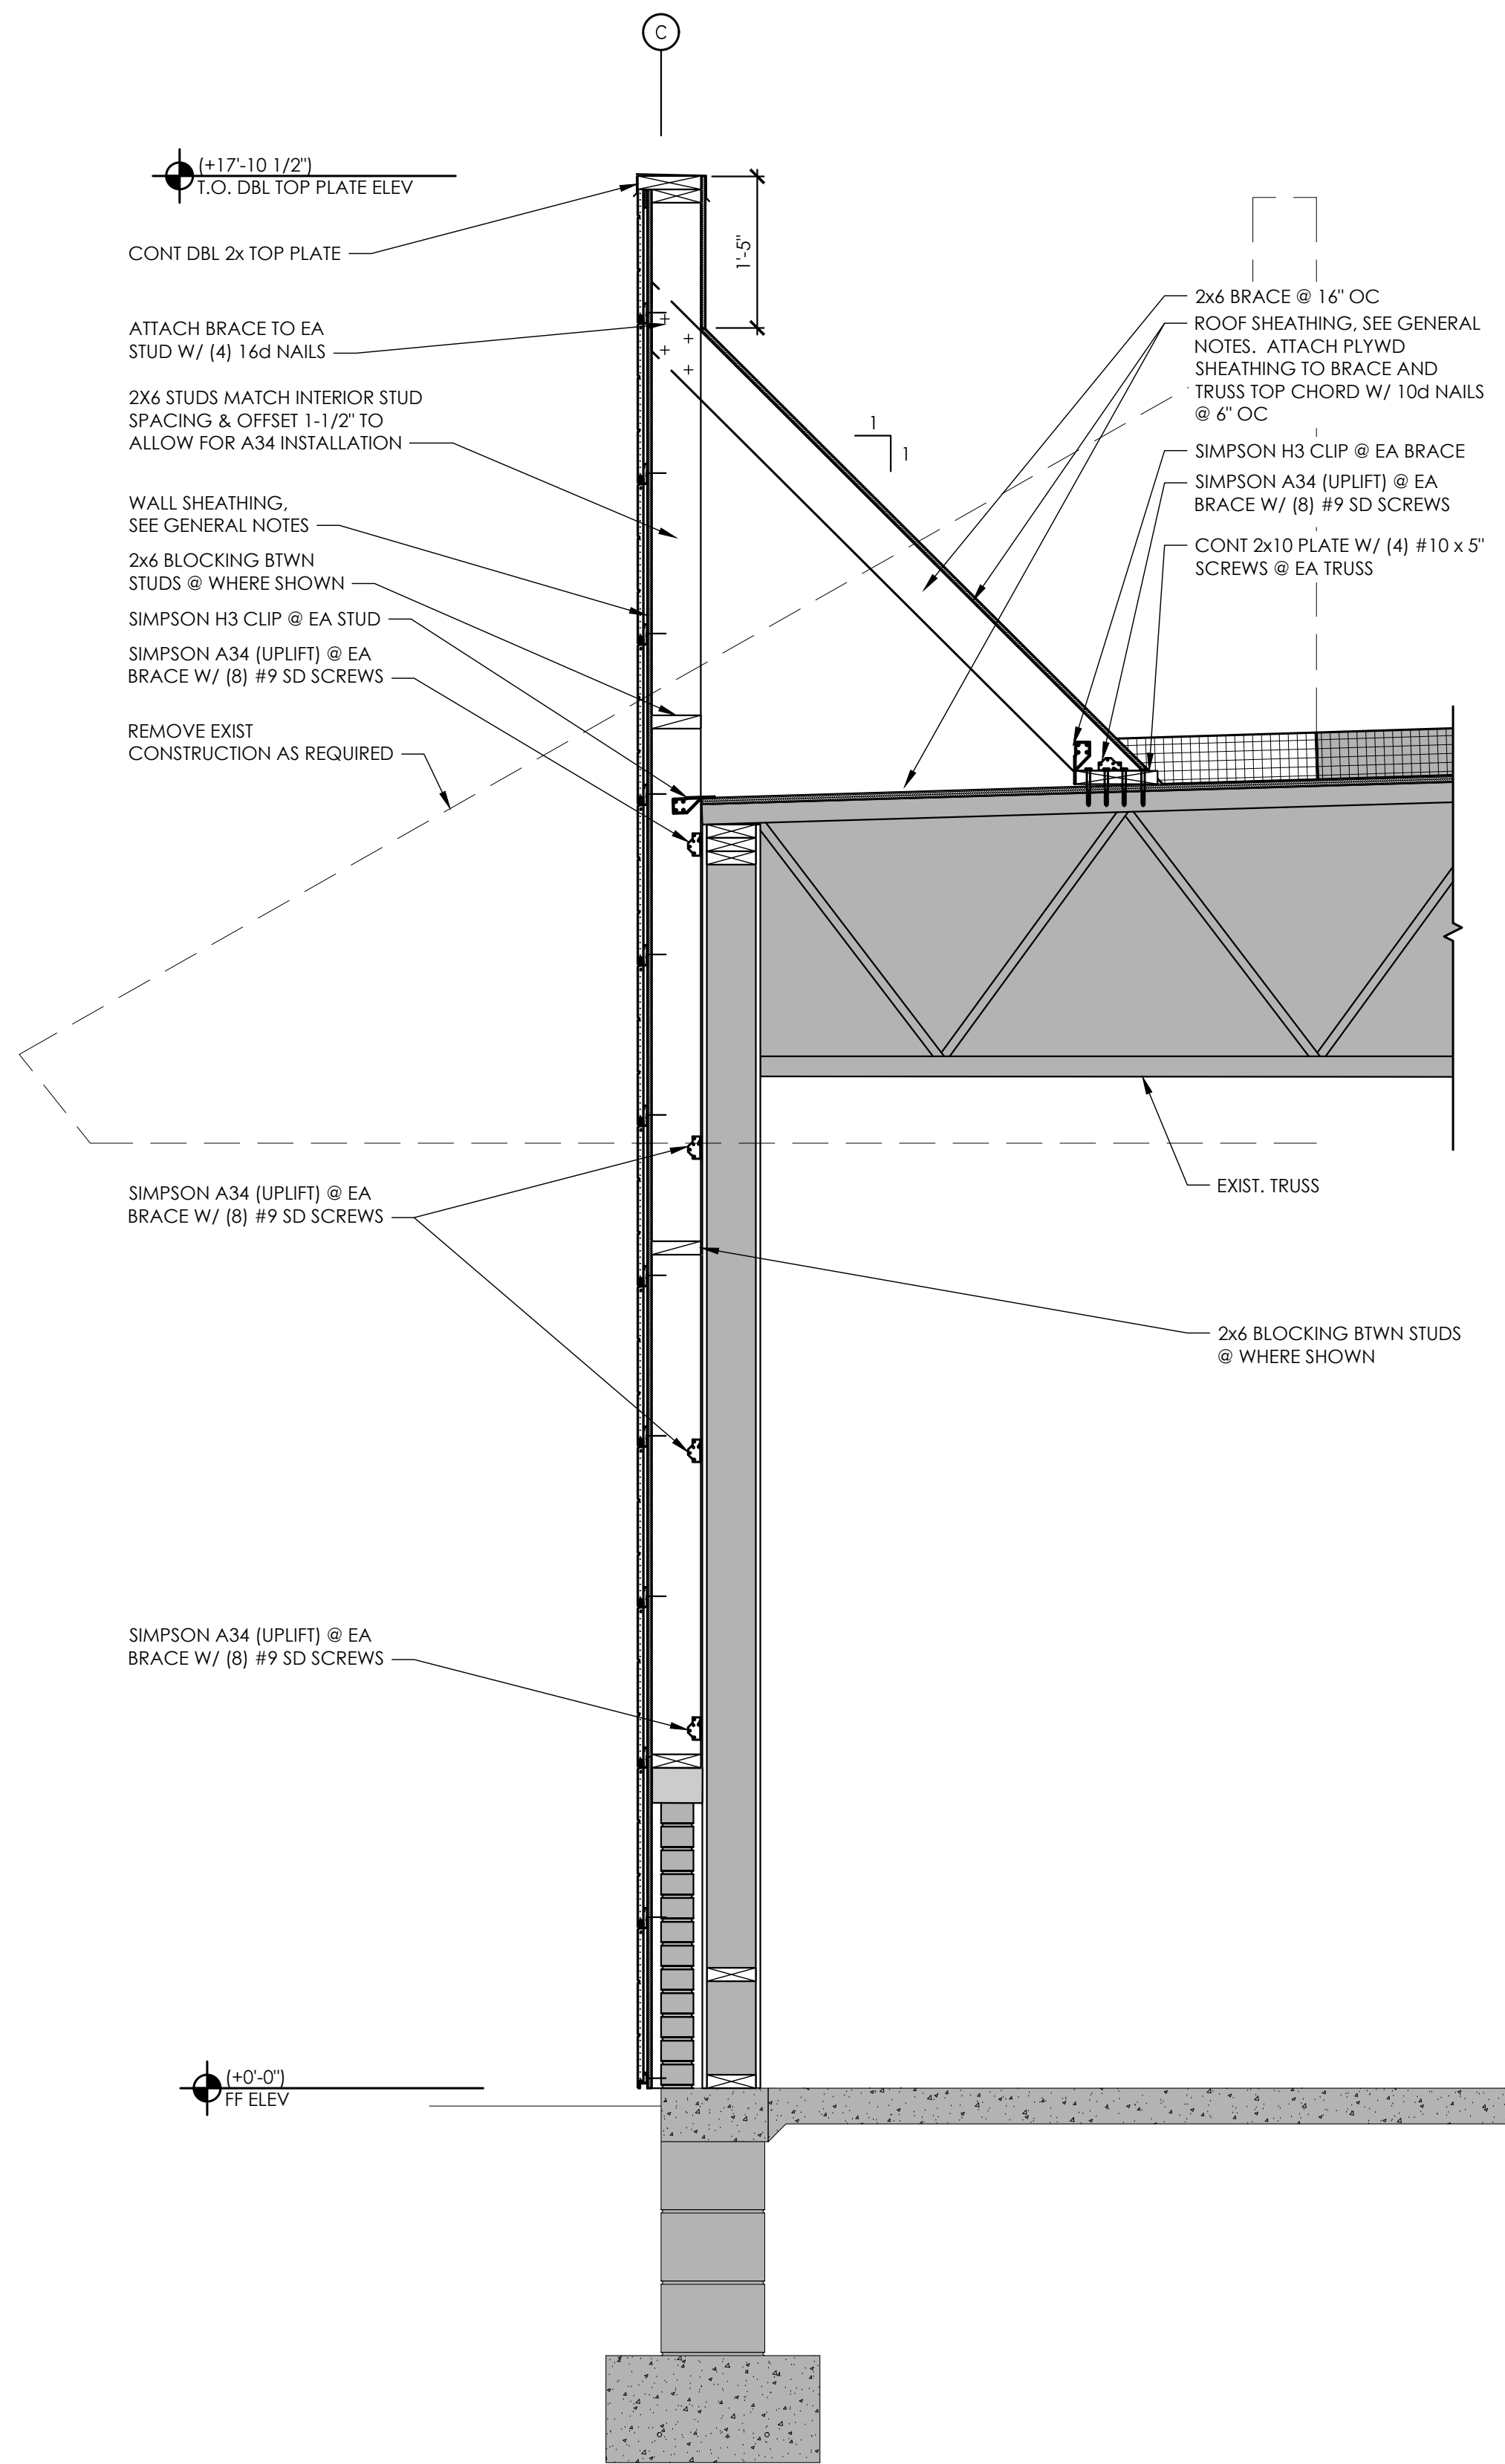 C
(+17'-10 1/2")
T.O. DBL TOP PLATE ELEV
CONT DBL 2x TOP PLATE
1'-5"
ATTACH BRACE TO EA
STUD W/ (4) 16d NAILS
2X6 STUDS MATCH INTERIOR STUD
SPACING & OFFSET 1-1/2" TO
ALLOW FOR A34 INSTALLATION
WALL SHEATHING,
SEE GENERAL NOTES
2x6 BLOCKING BTWN
STUDS @ WHERE SHOWN
SIMPSON H3 CLIP @ EA STUD
SIMPSON A34 (UPLIFT) @ EA
BRACE W/ (8) #9 SD SCREWS
REMOVE EXIST
CONSTRUCTION AS REQUIRED
1
1
2x6 BRACE @ 16" OC
ROOF SHEATHING, SEE GENERAL
NOTES. ATTACH PLYWD
SHEATHING TO BRACE AND
TRUSS TOP CHORD W/ 10d NAILS
@ 6" OC
SIMPSON H3 CLIP @ EA BRACE
SIMPSON A34 (UPLIFT) @ EA
BRACE W/ (8) #9 SD SCREWS
CONT 2x10 PLATE W/ (4) #10 x 5"
SCREWS @ EA TRUSS
SIMPSON A34 (UPLIFT) @ EA
BRACE W/ (8) #9 SD SCREWS
EXIST. TRUSS
2x6 BLOCKING BTWN STUDS
@ WHERE SHOWN
SIMPSON A34 (UPLIFT) @ EA
BRACE W/ (8) #9 SD SCREWS
(+0'-0")
FF ELEV